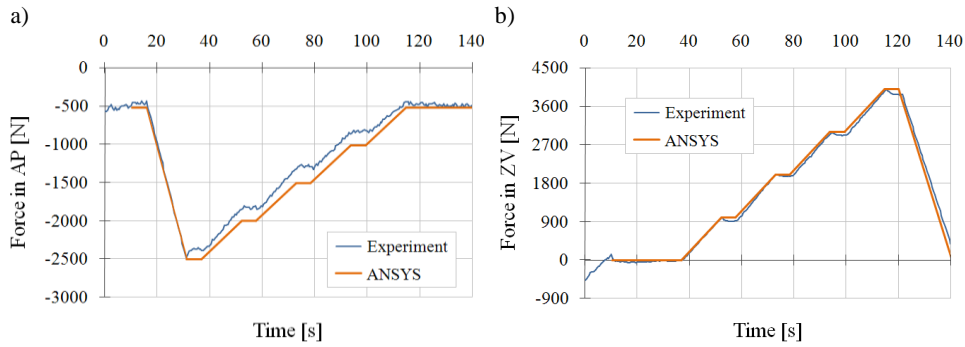 a)
0 20 40 60 80 100 120 140
0
-500
-1000
-1500
-2000
-2500
-3000
Force in AP [N]
Experiment
ANSYS
Time [s]
b)
0 20 40 60 80 100 120 140
4500
3600
2700
1800
900
0
-900
Force in ZV [N]
Experiment
ANSYS
Time [s]